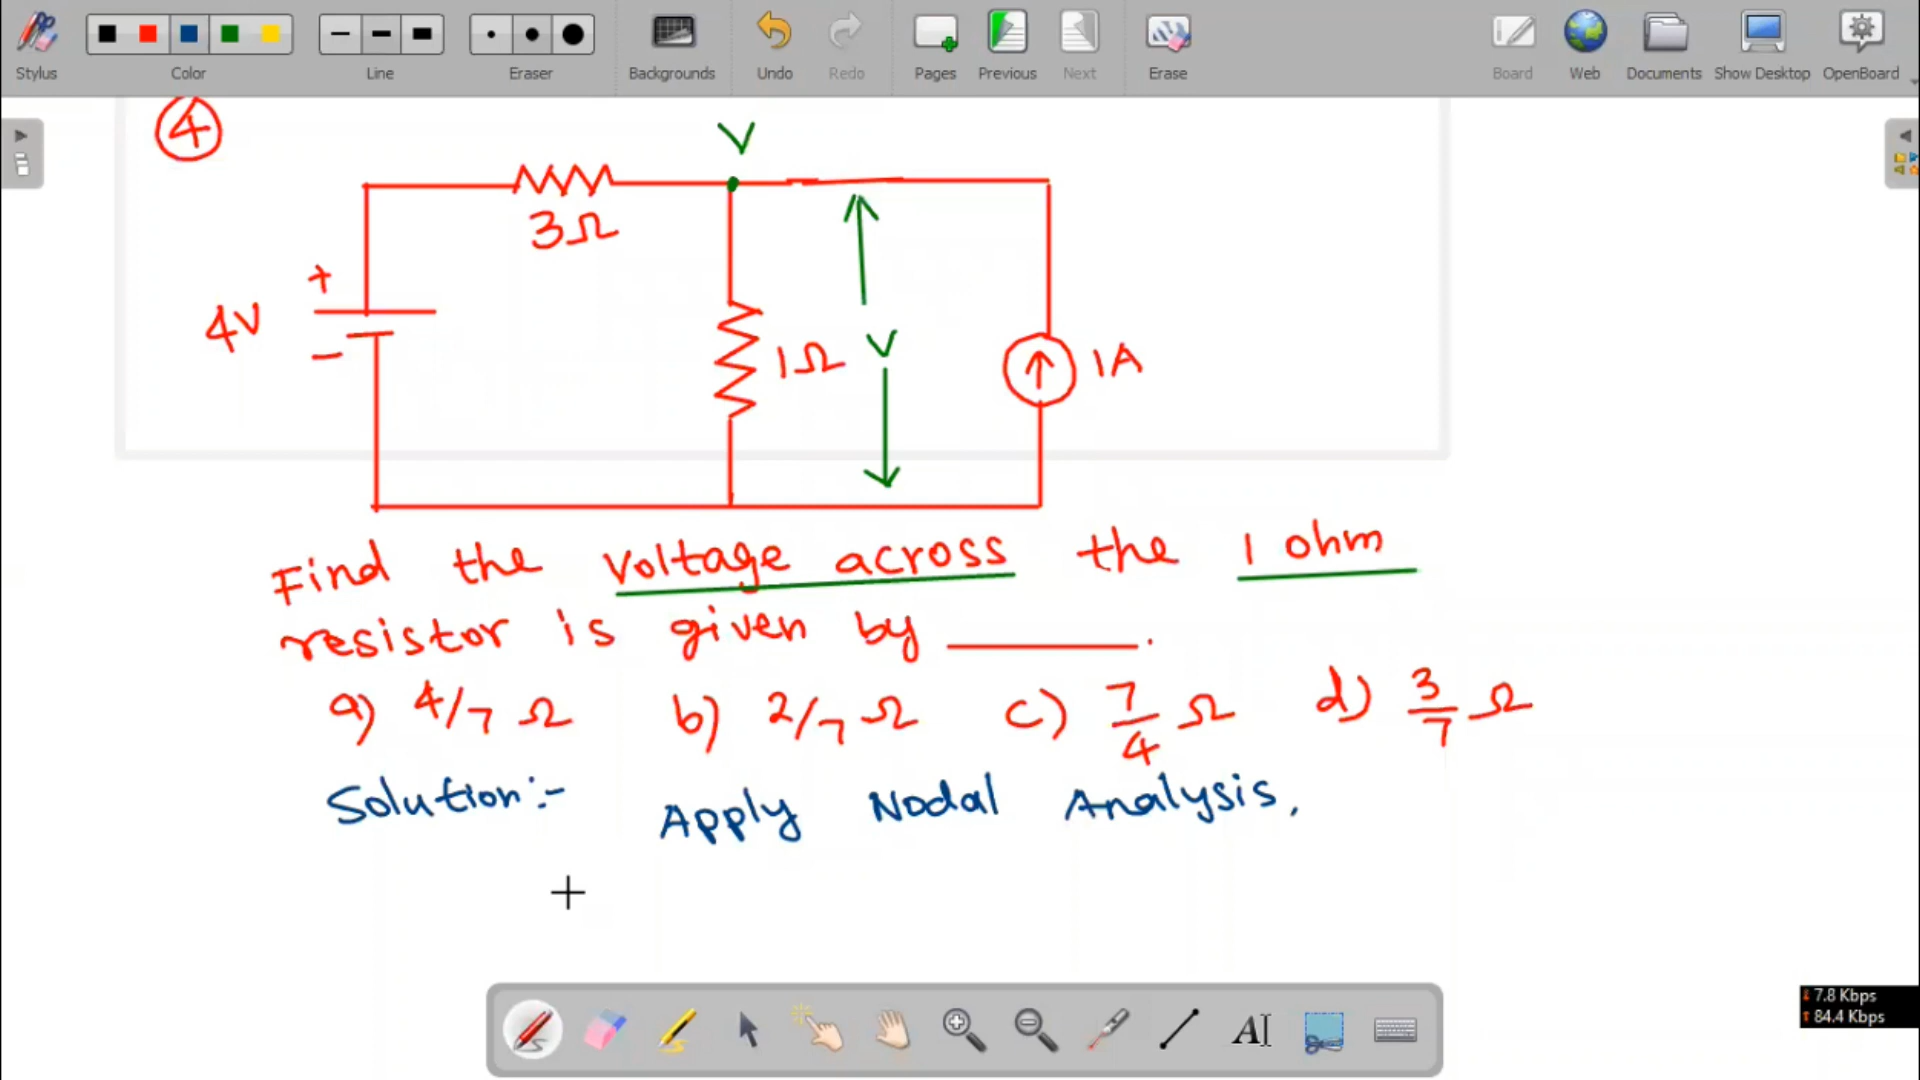 Stylus
Color
Line
Eraser
Backgrounds
Undo
Redo
Pages
Previous
Next
Erase
Board
Web
Documents
Show Desktop
OpenBoard
4
V
3Ω
+
4V
−
1Ω
V
1A
Find the voltage across the 1 ohm
resistor is given by ______.
a) 4/7 Ω b) 2/7 Ω c) 7/4 Ω d) 3/7 Ω
Solution:- Apply Nodal Analysis,
AI
7.8 Kbps
84.4 Kbps